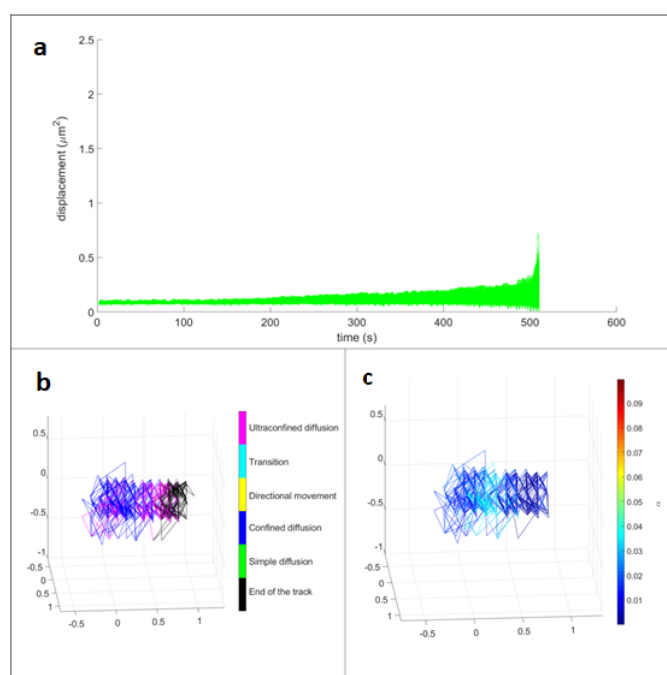 a
2.5
2
1.5
1
0.5
0
displacement (μm²)
0 100 200 300 400 500 600
time (s)
b
0.5
0
-0.5
-1
-0.5
0
0.5
1
-0.5 0 0.5 1
Ultraconfined diffusion
Transition
Directional movement
Confined diffusion
Simple diffusion
End of the track
c
0.5
0
-0.5
-1
-0.5
0
0.5
1
-0.5 0 0.5 1
0.09
0.08
0.07
0.06
0.05
0.04
0.03
0.02
0.01